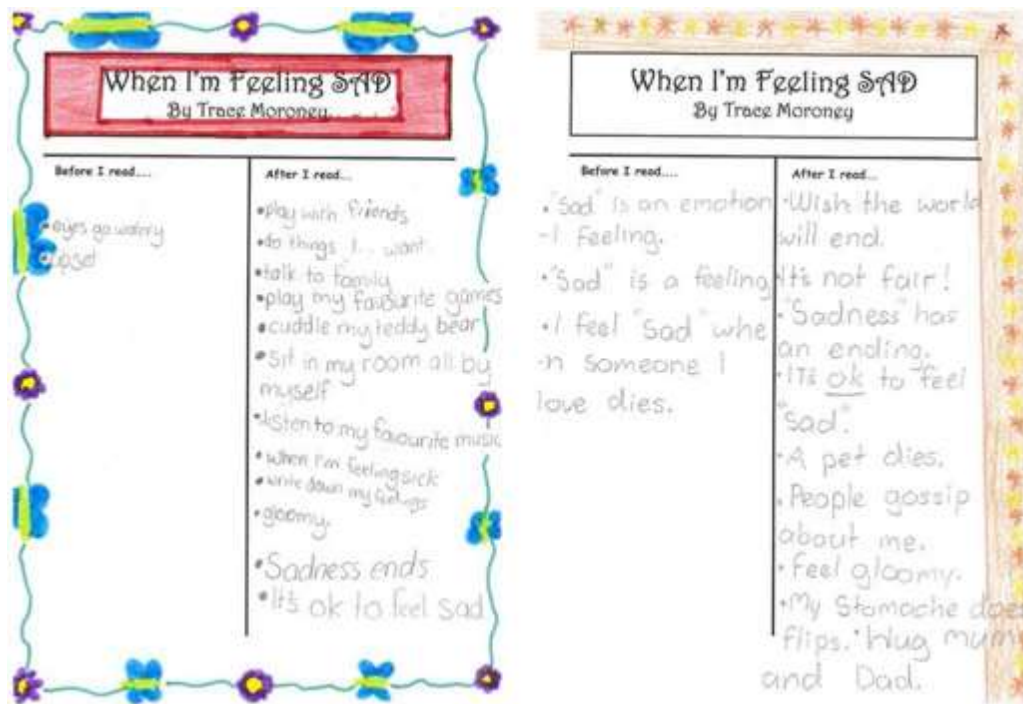 When I'm Feeling SAD
By Trace Moroney
Before I read....
• eyes go watery
• upset
After I read...
• play with friends
• do things I... want.
• talk to family
• play my favourite games
• cuddle my teddy bear
• Sit in my room all by
myself
• listen to my favourite music
• when I'm feeling sick
• write down my feelings
• gloomy.
• Sadness ends
• It's ok to feel sad
When I'm Feeling SAD
By Trace Moroney
Before I read....
• "Sad" is an emotion
-l feeling.
• "Sad" is a feeling
• I feel "Sad" whe
-n someone I
love dies.
After I read...
• Wish the world
will end.
• It's not fair!
• "Sadness" has
an ending.
• ITs ok to feel
"sad".
• A pet dies.
• People gossip
about me.
• Feel gloomy.
• My Stomache does
flips. • Hug mum
and Dad.